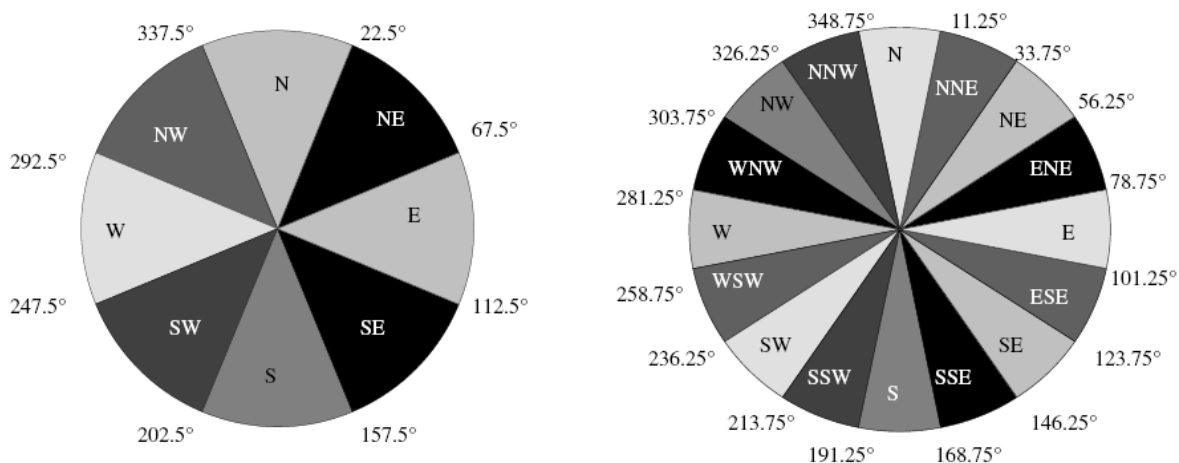 337.5°
22.5°
N
NW
NE
67.5°
292.5°
W
E
247.5°
112.5°
SW
SE
S
202.5°
157.5°
348.75°
11.25°
326.25°
33.75°
NNW
N
NNE
NW
NE
56.25°
303.75°
WNW
ENE
78.75°
281.25°
W
E
WSW
ESE
101.25°
258.75°
SW
SE
123.75°
236.25°
SSW
S
SSE
213.75°
146.25°
191.25°
168.75°